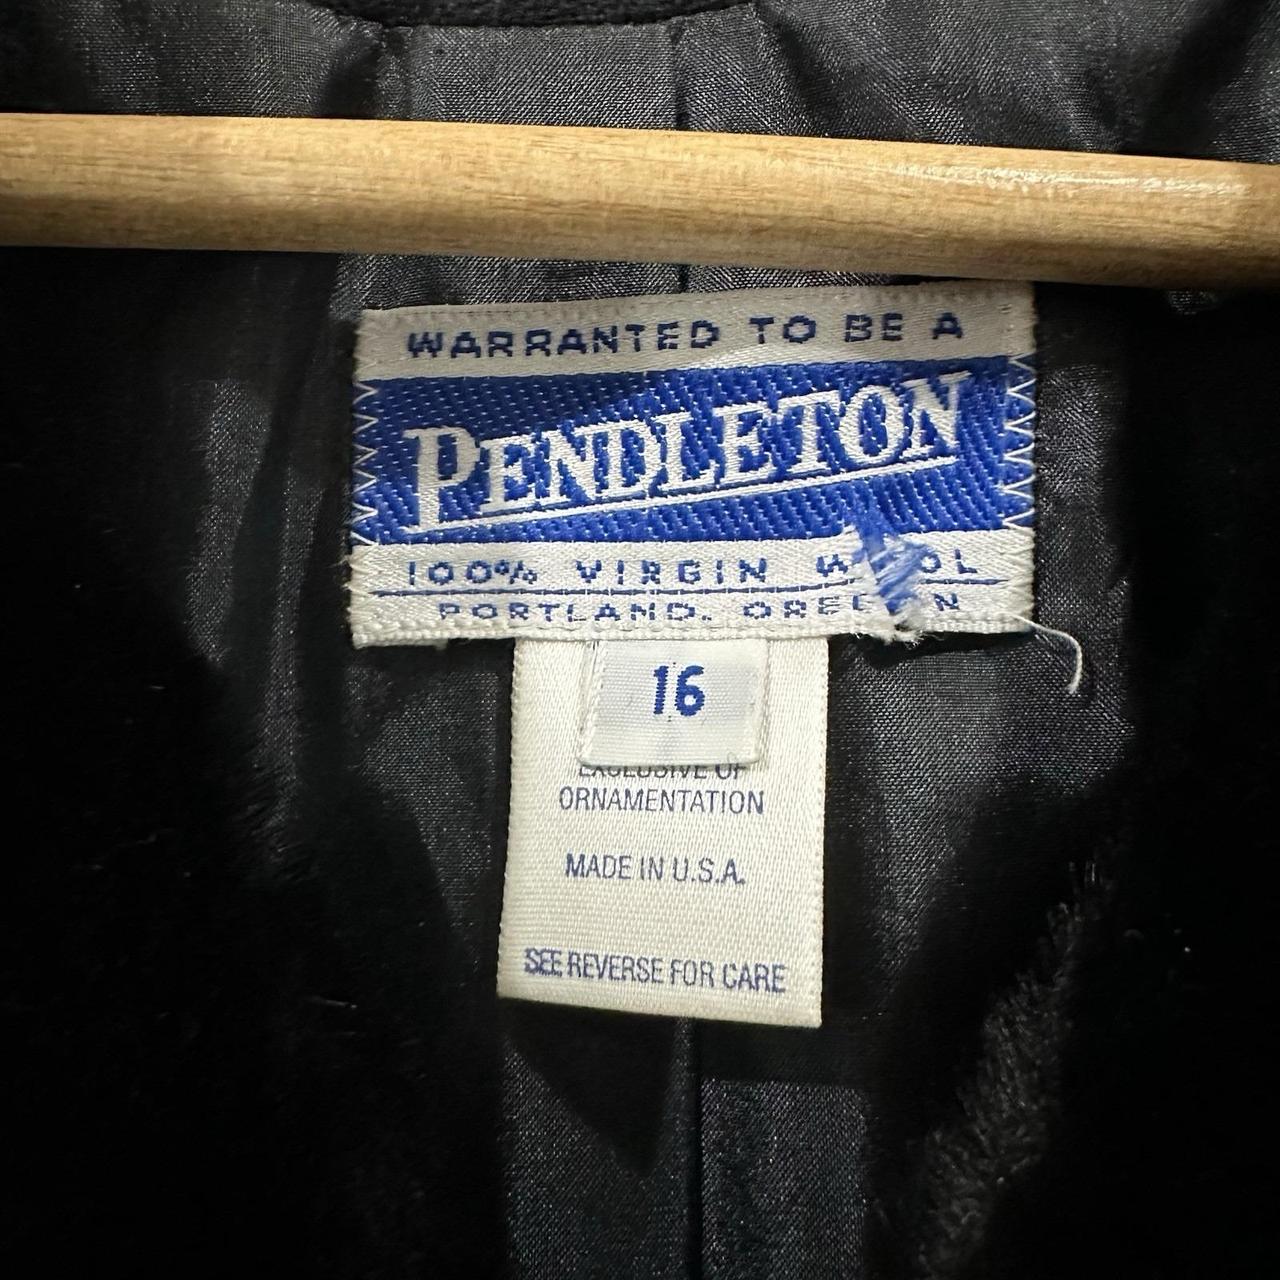 WARRANTED TO BE A
PENDLETON
100% VIRGIN WOOL
PORTLAND, OREGON
16
EXCLUSIVE OF
ORNAMENTATION
MADE IN U.S.A.
SEE REVERSE FOR CARE